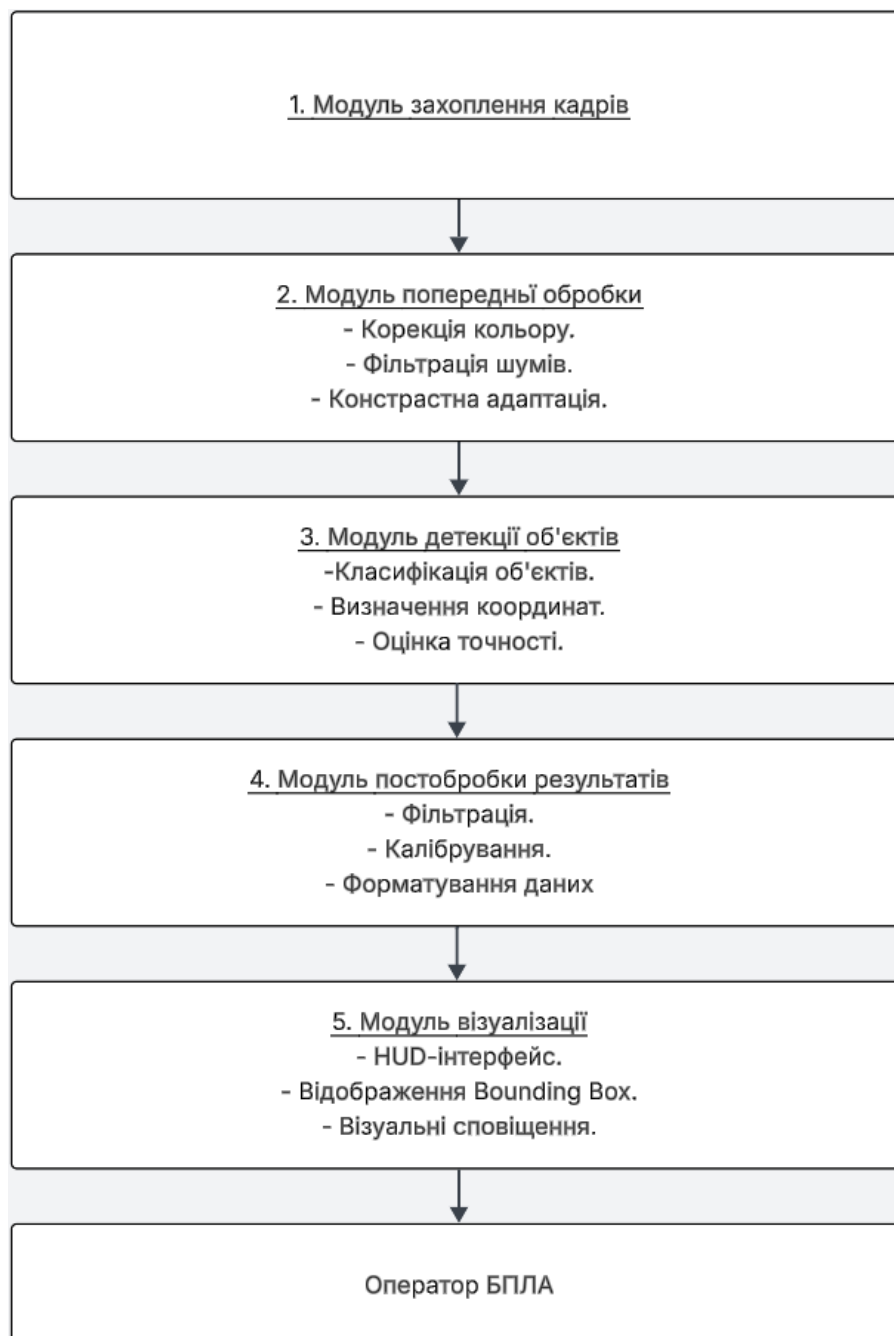 1. Модуль захоплення кадрів
2. Модуль попередньї обробки
- Корекція кольору.
- Фільтрація шумів.
- Констрастна адаптація.
3. Модуль детекції об'єктів
-Класифікація об'єктів.
- Визначення координат.
- Оцінка точності.
4. Модуль постобробки результатів
- Фільтрація.
- Калібрування.
- Форматування даних
5. Модуль візуалізації
- HUD-інтерфейс.
- Відображення Bounding Box.
- Візуальні сповіщення.
Оператор БПЛА